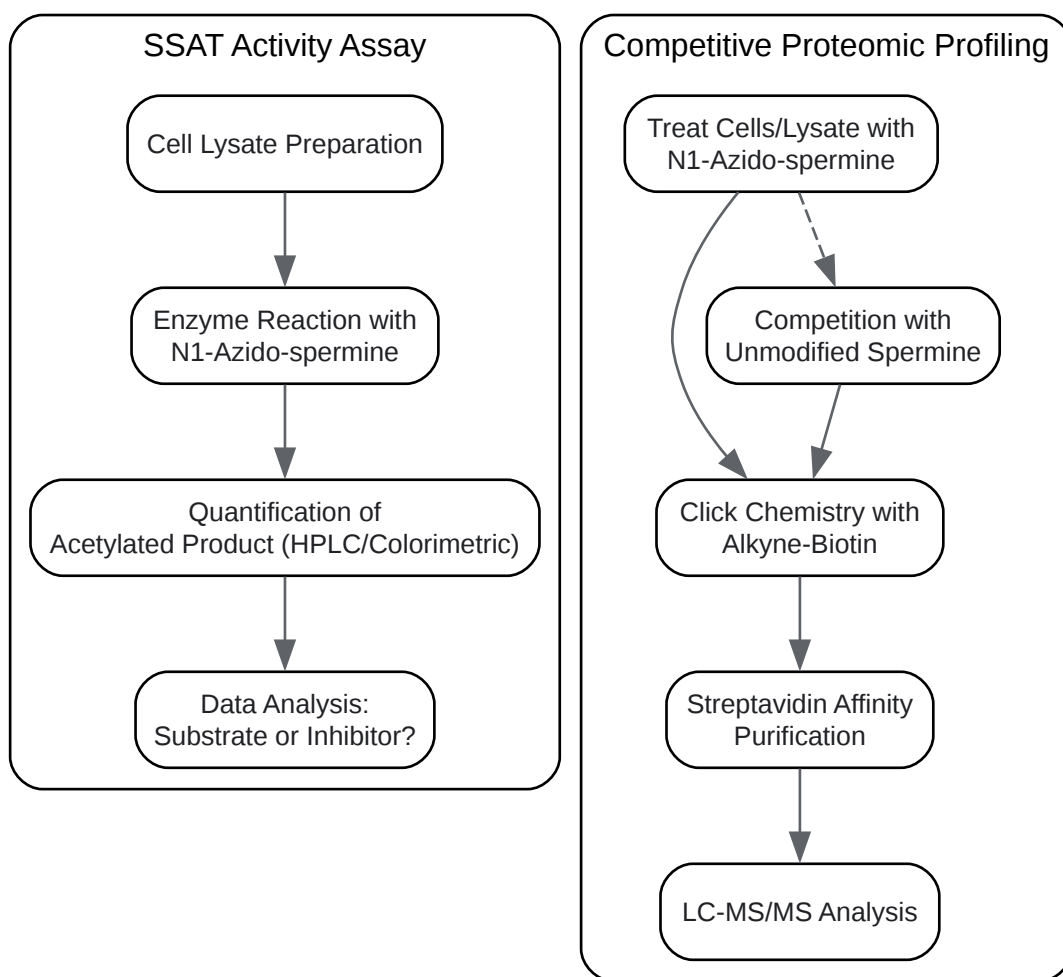 SSAT Activity Assay
Cell Lysate Preparation
Enzyme Reaction with
N1-Azido-spermine
Quantification of
Acetylated Product (HPLC/Colorimetric)
Data Analysis:
Substrate or Inhibitor?
Competitive Proteomic Profiling
Treat Cells/Lysate with
N1-Azido-spermine
Competition with
Unmodified Spermine
Click Chemistry with
Alkyne-Biotin
Streptavidin Affinity
Purification
LC-MS/MS Analysis